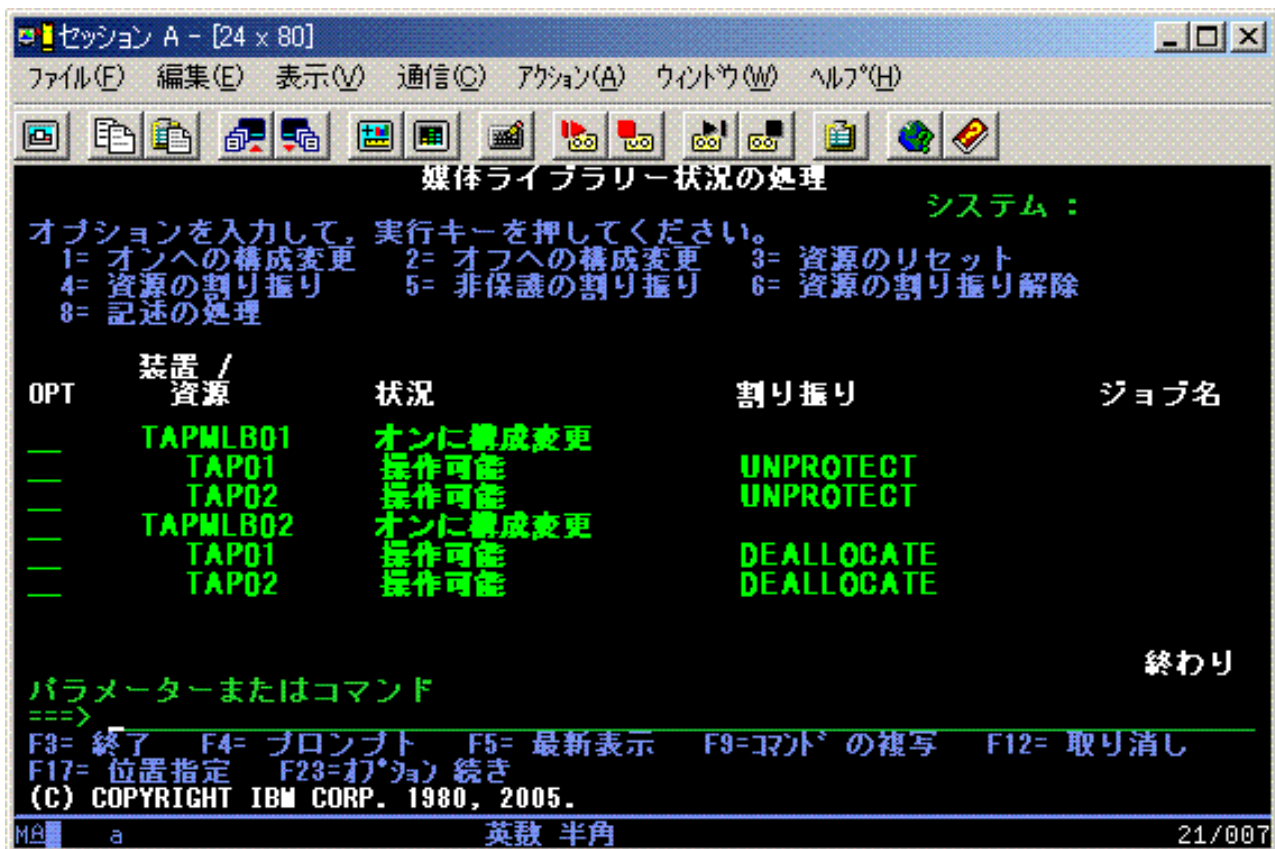 セッション A - [24 x 80]
ファイル(F) 編集(E) 表示(V) 通信(C) アクション(A) ウィンドウ(W) ヘルプ(H)
媒体ライブラリー状況の処理
システム :
オプションを入力して, 実行キーを押してください。
1= オンへの構成変更 2= オフへの構成変更 3= 資源のリセット
4= 資源の割り振り 5= 非保護の割り振り 6= 資源の割り振り解除
8= 記述の処理
装置 /
OPT 資源 状況 割り振り ジョブ名
__ TAPMLB01 オンに構成変更
__ TAP01 操作可能 UNPROTECT
__ TAP02 操作可能 UNPROTECT
__ TAPMLB02 オンに構成変更
__ TAP01 操作可能 DEALLOCATE
__ TAP02 操作可能 DEALLOCATE
終わり
パラメーターまたはコマンド
===>
F3= 終了 F4= プロンプト F5= 最新表示 F9=コマンド の複写 F12= 取り消し
F17= 位置指定 F23=オプション 続き
(C) COPYRIGHT IBM CORP. 1980, 2005.
MA a 英数 半角 21/007